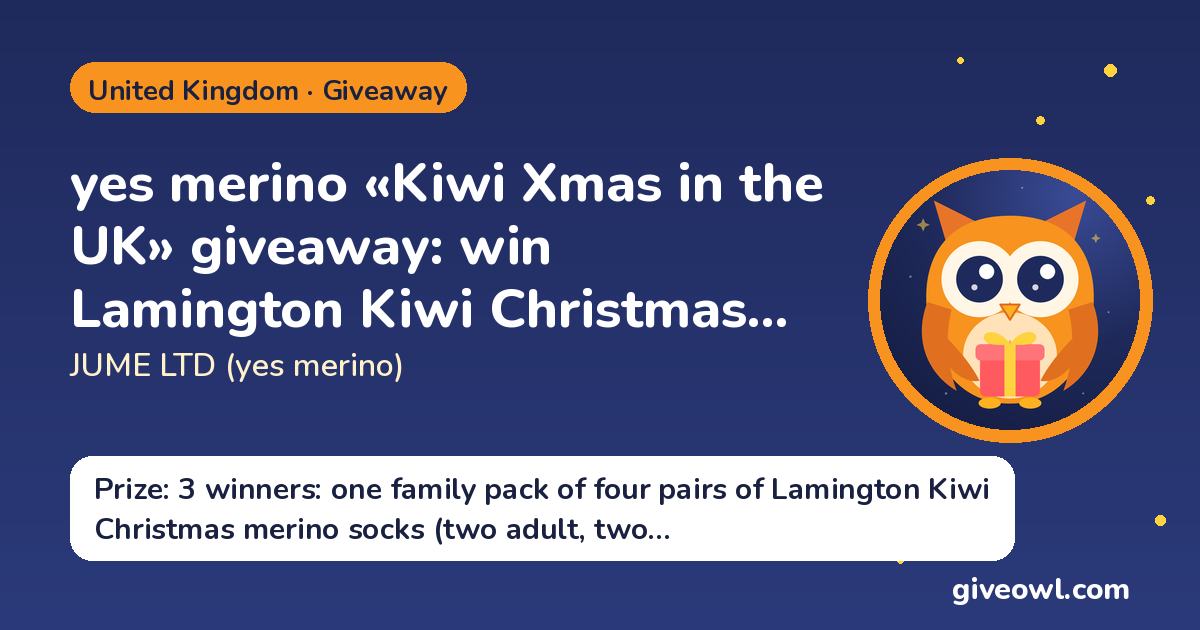 United Kingdom · Giveaway
yes merino «Kiwi Xmas in the
UK» giveaway: win
Lamington Kiwi Christmas...
JUME LTD (yes merino)
Prize: 3 winners: one family pack of four pairs of Lamington Kiwi
Christmas merino socks (two adult, two...
giveowl.com